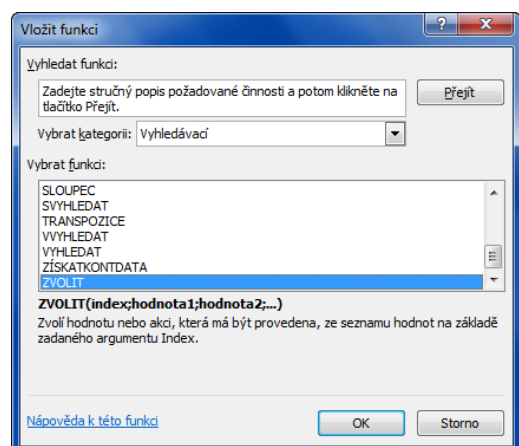 Vložit funkci
Vyhledat funkci:
Zadejte stručný popis požadované činnosti a potom klikněte na
tlačítko Přejít.
Přejít
Vybrat kategorii: Vyhledávací
Vybrat funkci:
SLOUPEC
SVYHLEDAT
TRANSPOZICE
VVYHLEDAT
VYHLEDAT
ZÍSKATKONTDATA
ZVOLIT
ZVOLIT(index;hodnota1;hodnota2;...)
Zvolí hodnotu nebo akci, která má být provedena, ze seznamu hodnot na základě
zadaného argumentu Index.
Nápověda k této funkci
OK
Storno